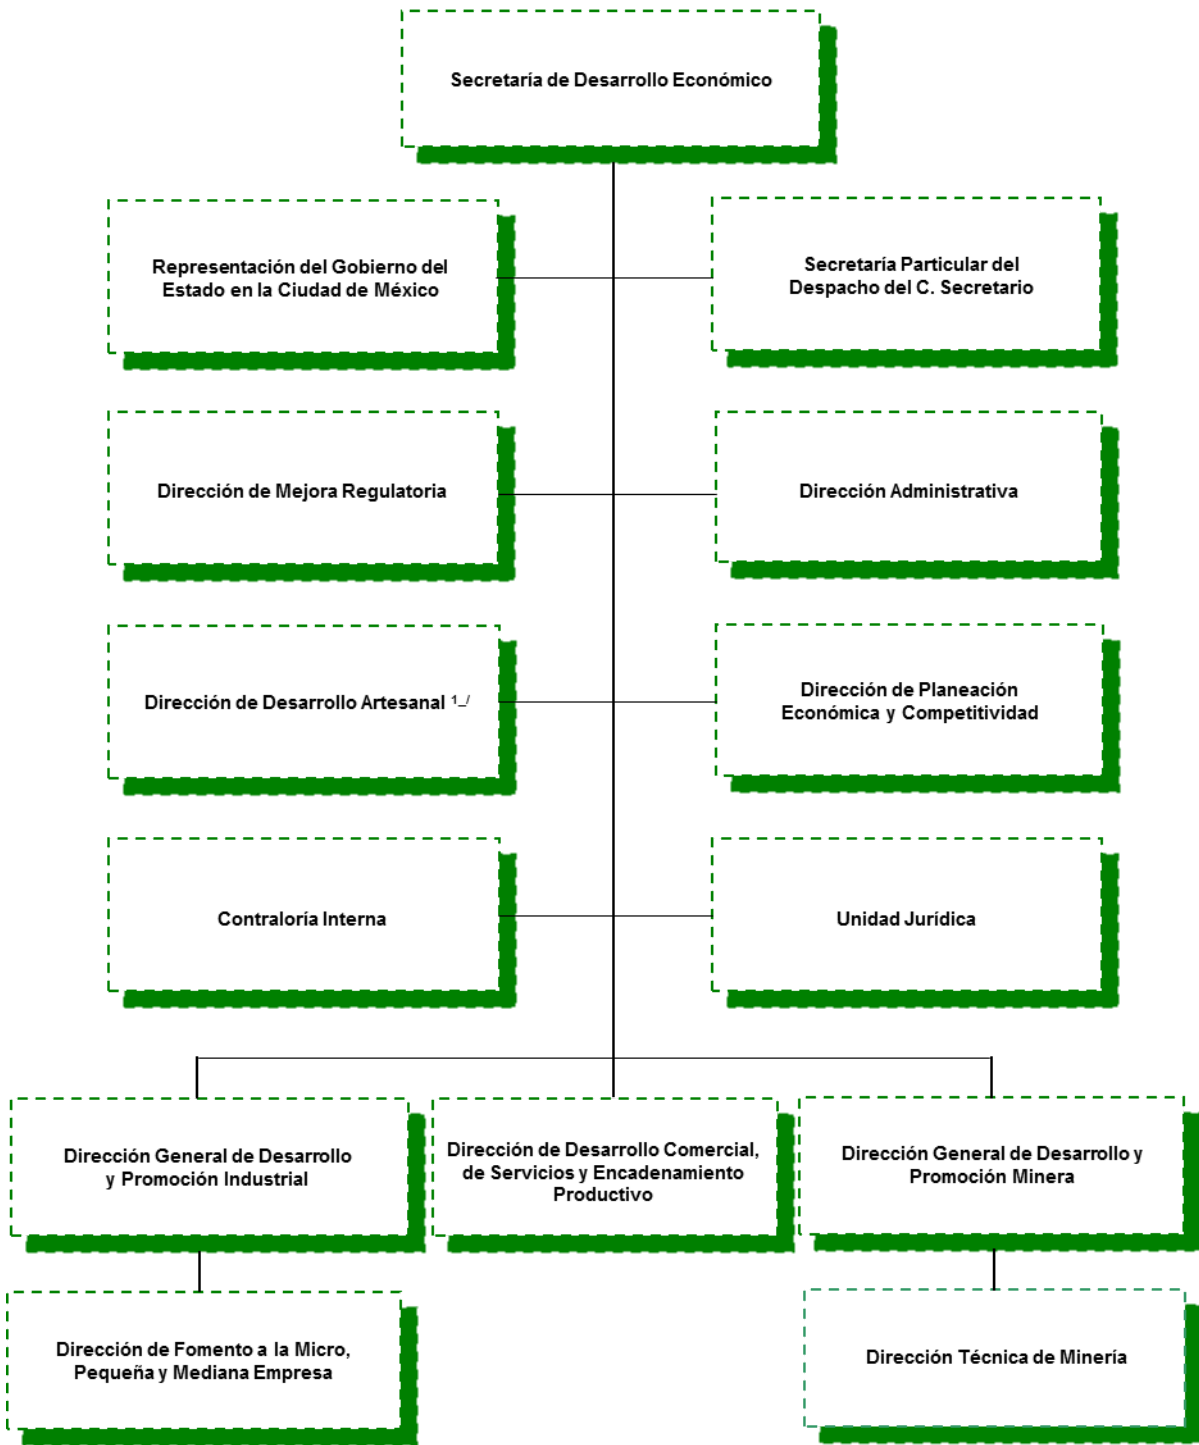 Secretaría de Desarrollo Económico
Representación del Gobierno del
Estado en la Ciudad de México
Secretaría Particular del
Despacho del C. Secretario
Dirección de Mejora Regulatoria
Dirección Administrativa
Dirección de Desarrollo Artesanal 1_/
Dirección de Planeación
Económica y Competitividad
Contraloría Interna
Unidad Jurídica
Dirección General de Desarrollo
y Promoción Industrial
Dirección de Desarrollo Comercial,
de Servicios y Encadenamiento
Productivo
Dirección General de Desarrollo y
Promoción Minera
Dirección de Fomento a la Micro,
Pequeña y Mediana Empresa
Dirección Técnica de Minería